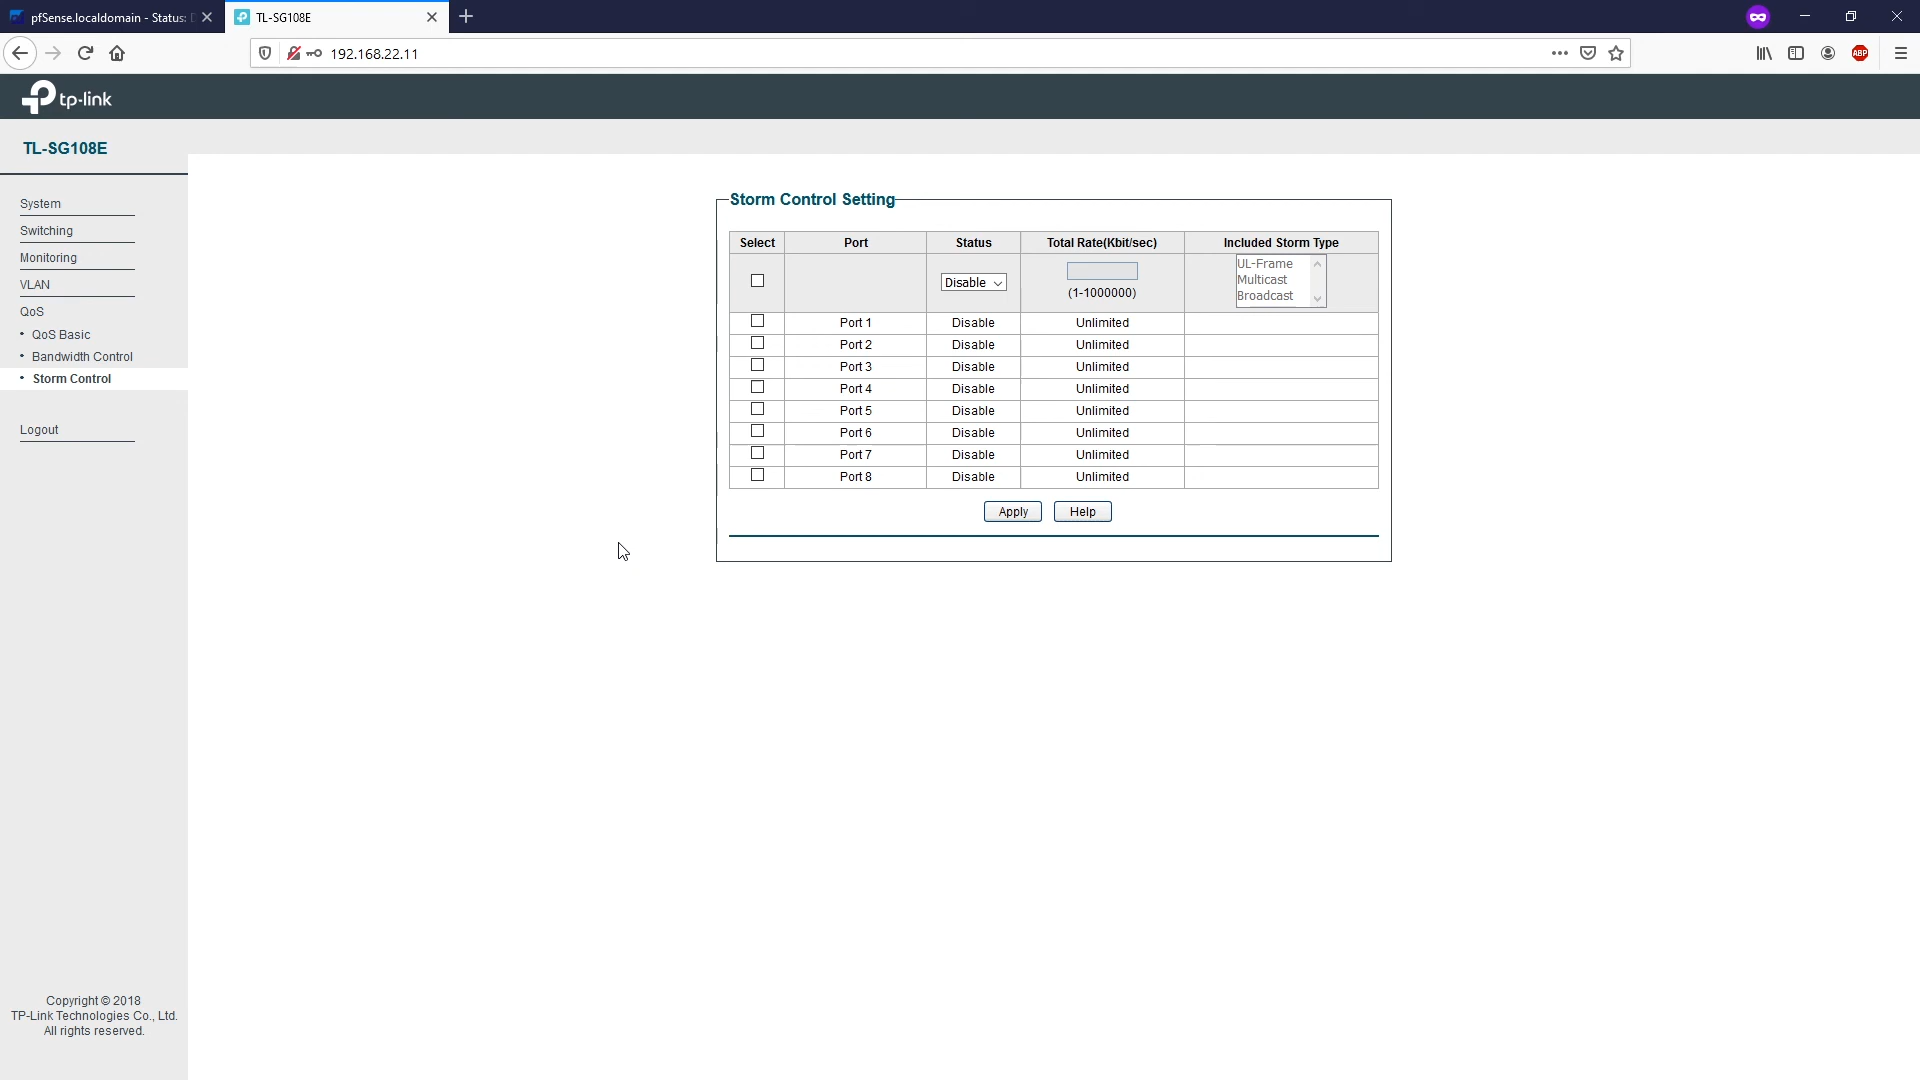 pfSense.localdomain - Status:
TL-SG108E
192.168.22.11
ABP
tp-link
TL-SG108E
System
Switching
Monitoring
VLAN
QoS
• QoS Basic
• Bandwidth Control
• Storm Control
Logout
Storm Control Setting
Select Port Status Total Rate(Kbit/sec) Included Storm Type
Disable (1-1000000) UL-Frame
Multicast
Broadcast
Port 1 Disable Unlimited
Port 2 Disable Unlimited
Port 3 Disable Unlimited
Port 4 Disable Unlimited
Port 5 Disable Unlimited
Port 6 Disable Unlimited
Port 7 Disable Unlimited
Port 8 Disable Unlimited
Apply Help
Copyright © 2018
TP-Link Technologies Co., Ltd.
All rights reserved.